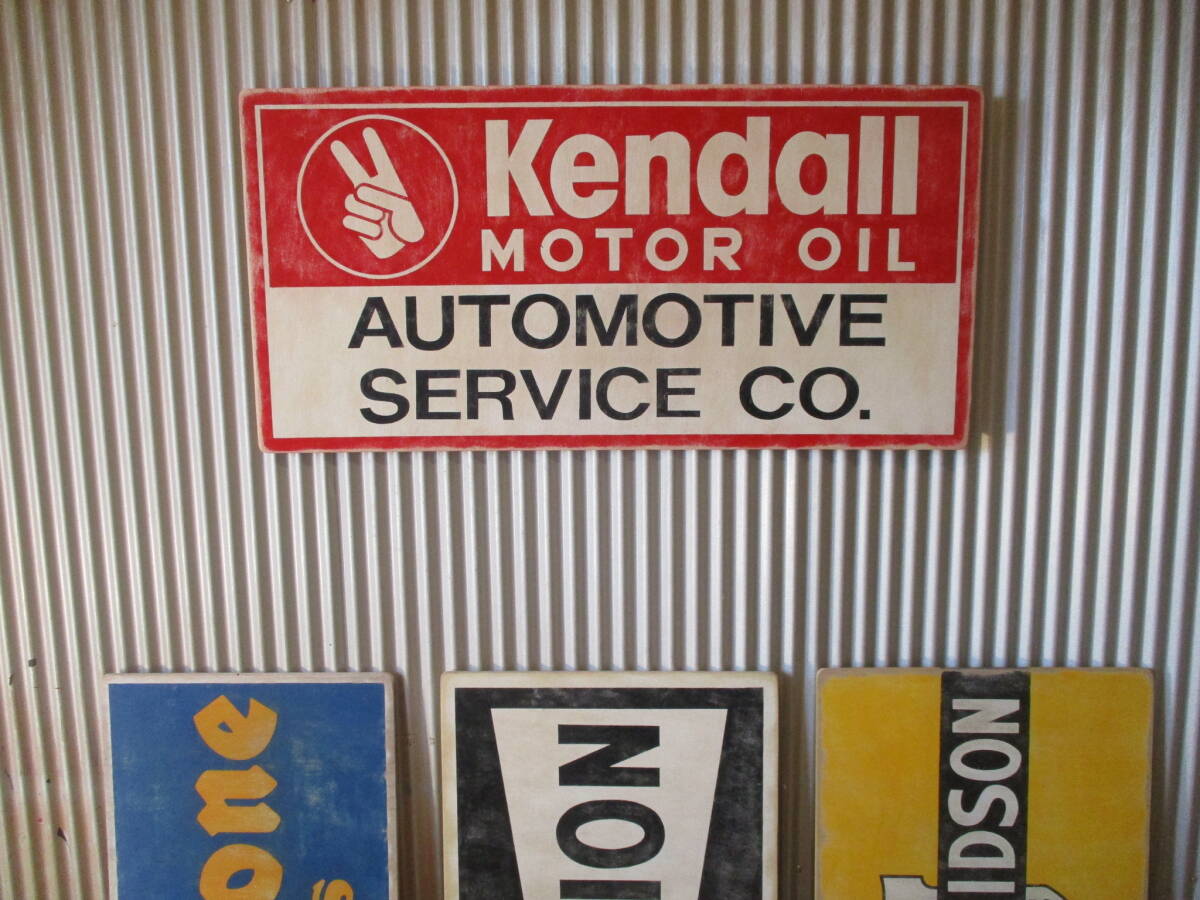 Kendall
MOTOR OIL
AUTOMOTIVE
SERVICE CO.
one
ION
IDSON